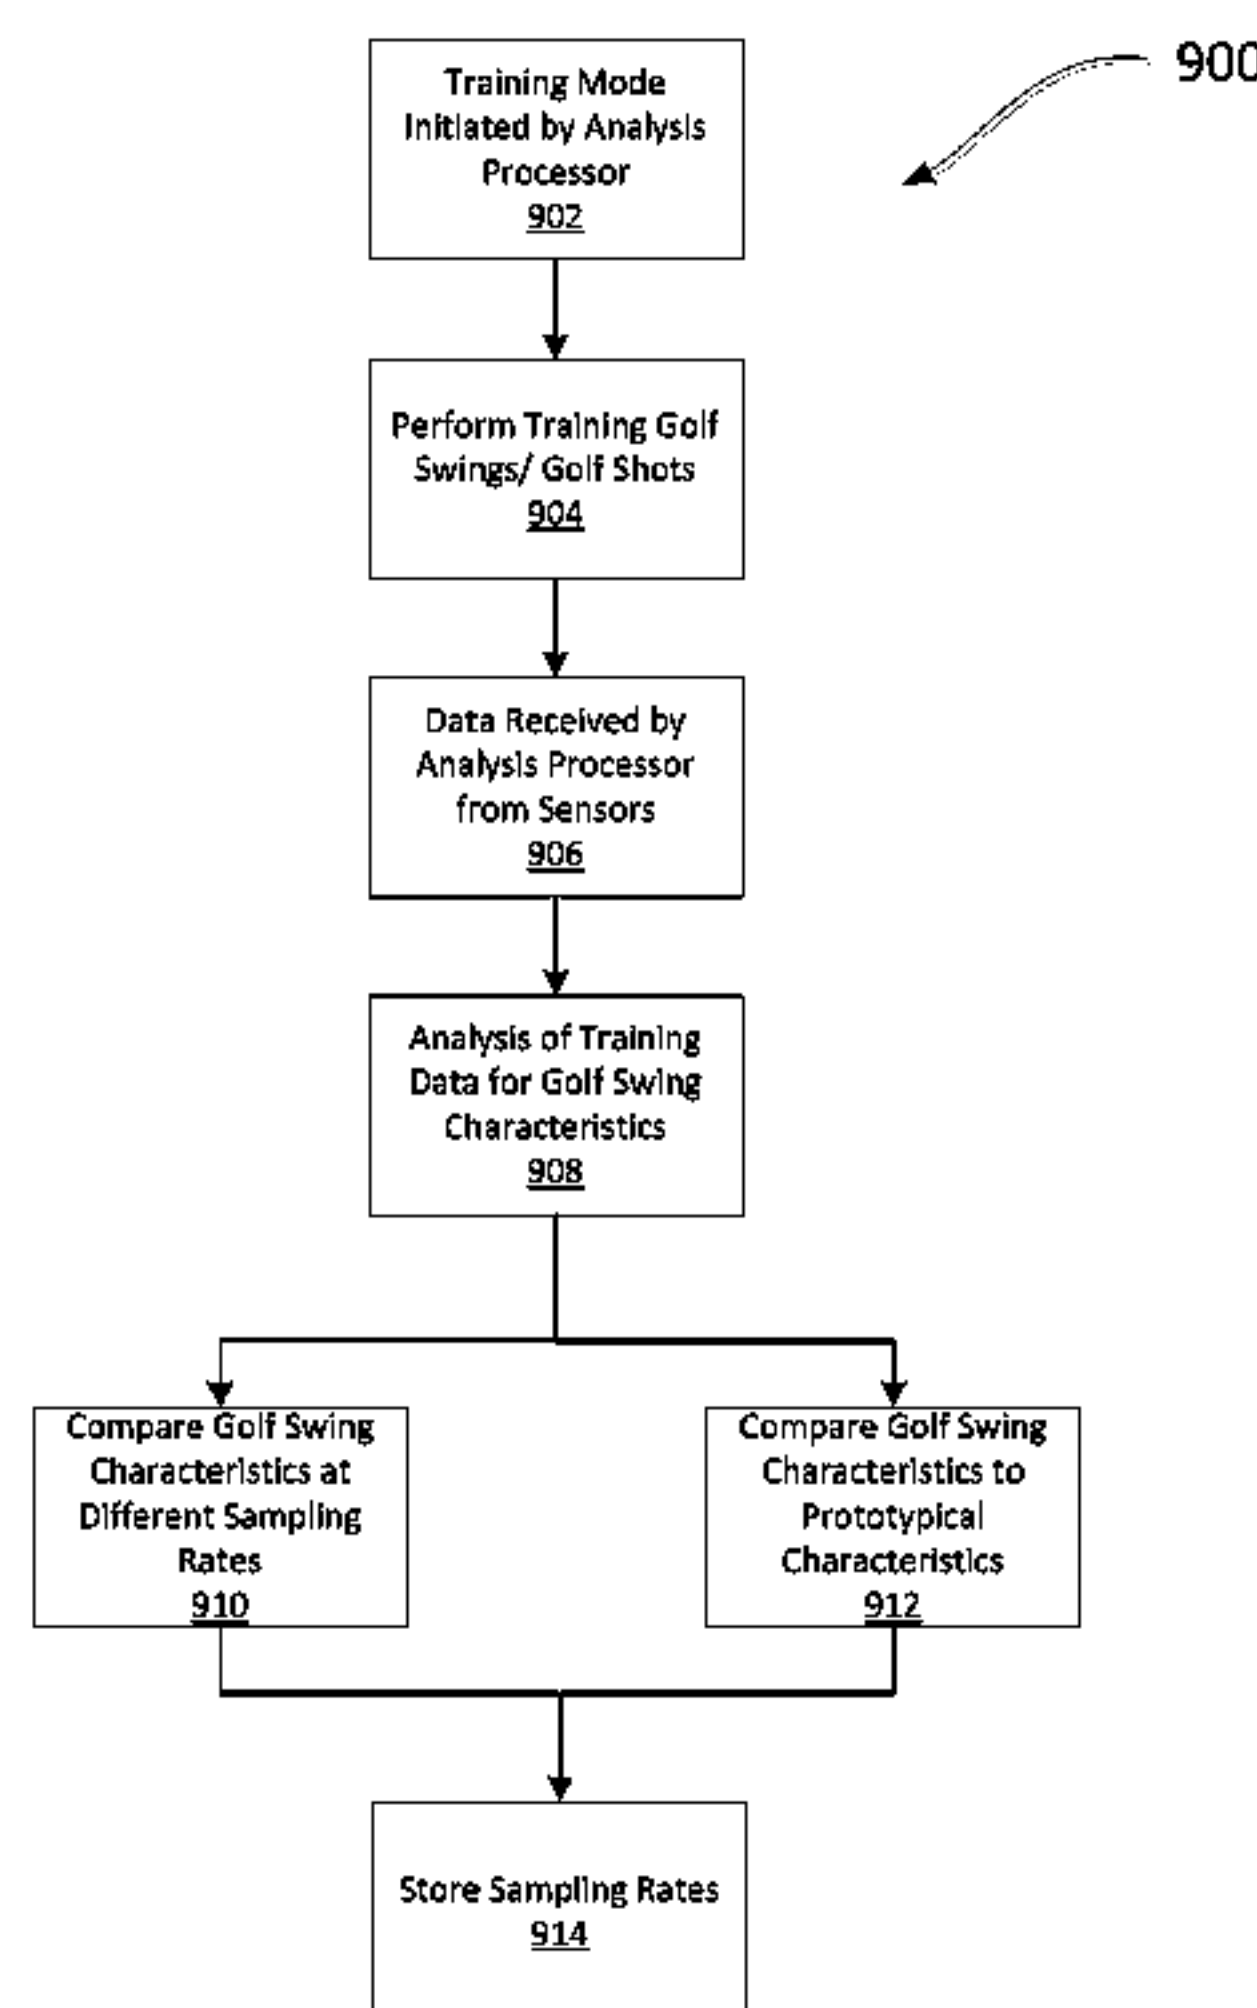 900
Training Mode
Initiated by Analysis
Processor
902
Perform Training Golf
Swings/ Golf Shots
904
Data Received by
Analysis Processor
from Sensors
906
Analysis of Training
Data for Golf Swing
Characteristics
908
Compare Golf Swing
Characteristics at
Different Sampling
Rates
910
Compare Golf Swing
Characteristics to
Prototypical
Characteristics
912
Store Sampling Rates
914